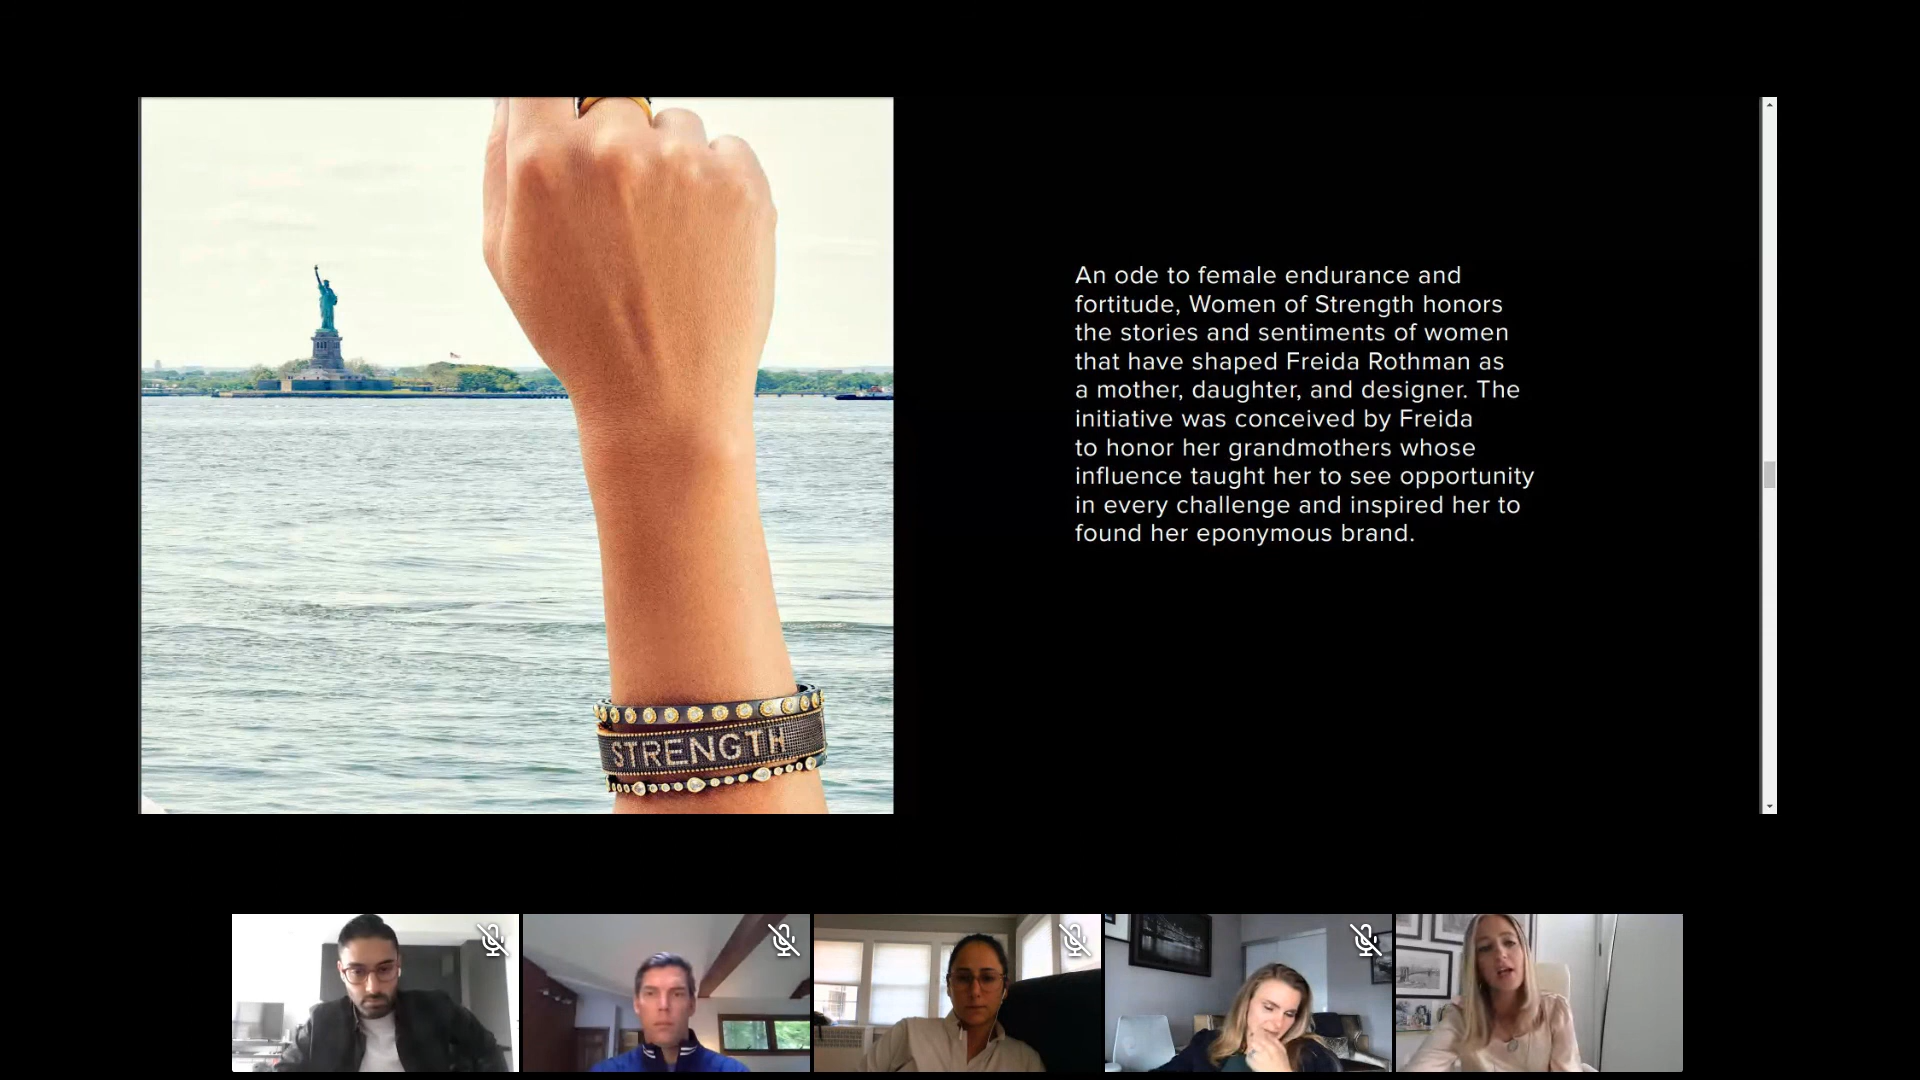 An ode to female endurance and
fortitude, Women of Strength honors
the stories and sentiments of women
that have shaped Freida Rothman as
a mother, daughter, and designer. The
initiative was conceived by Freida
to honor her grandmothers whose
influence taught her to see opportunity
in every challenge and inspired her to
found her eponymous brand.
STRENGTH